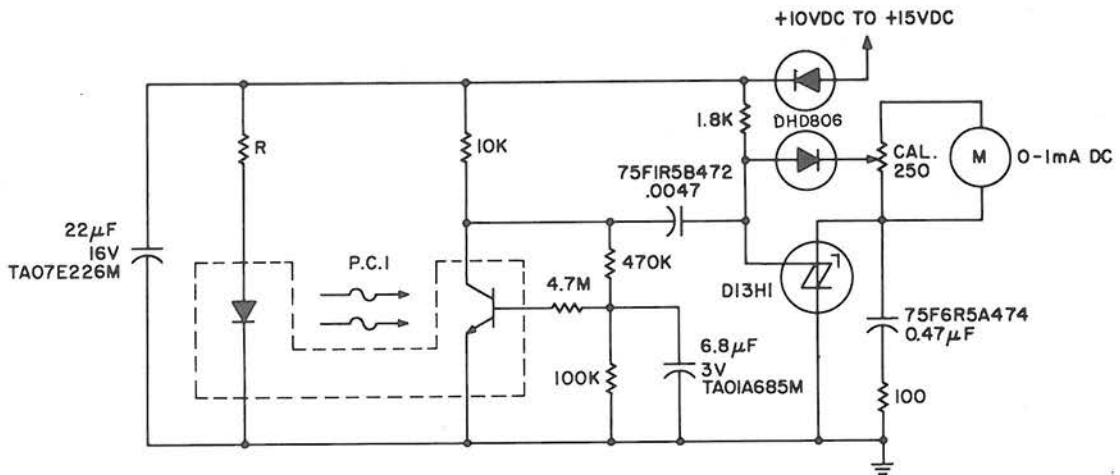 +10VDC TO +15VDC
DHD806
1.8K
R
10K
CAL.
250
M
0-1mA DC
75F1R5B472
.0047
22μF
16V
TA07E226M
P.C.1
470K
4.7M
D13H1
75F6R5A474
0.47μF
6.8μF
3V
TA01A685M
100K
100